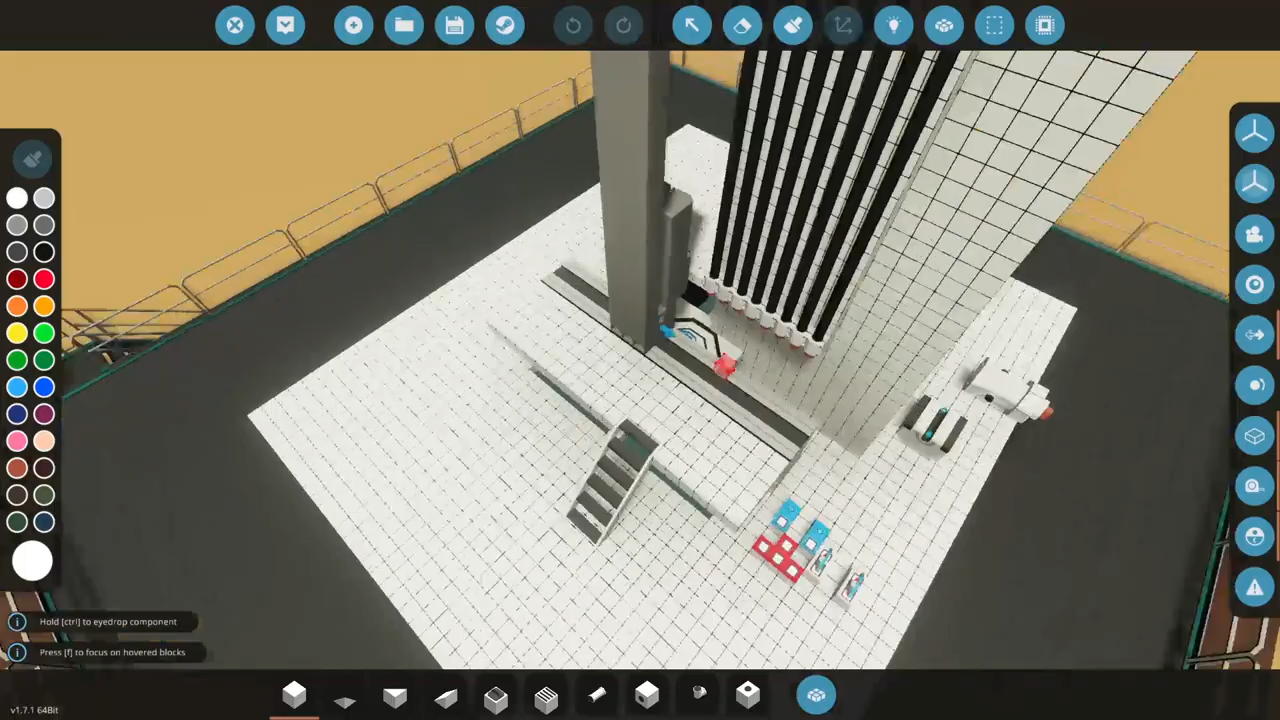 Hold [ctrl] to eyedrop component
Press [f] to focus on hovered blocks
v1.7.1 64Bit